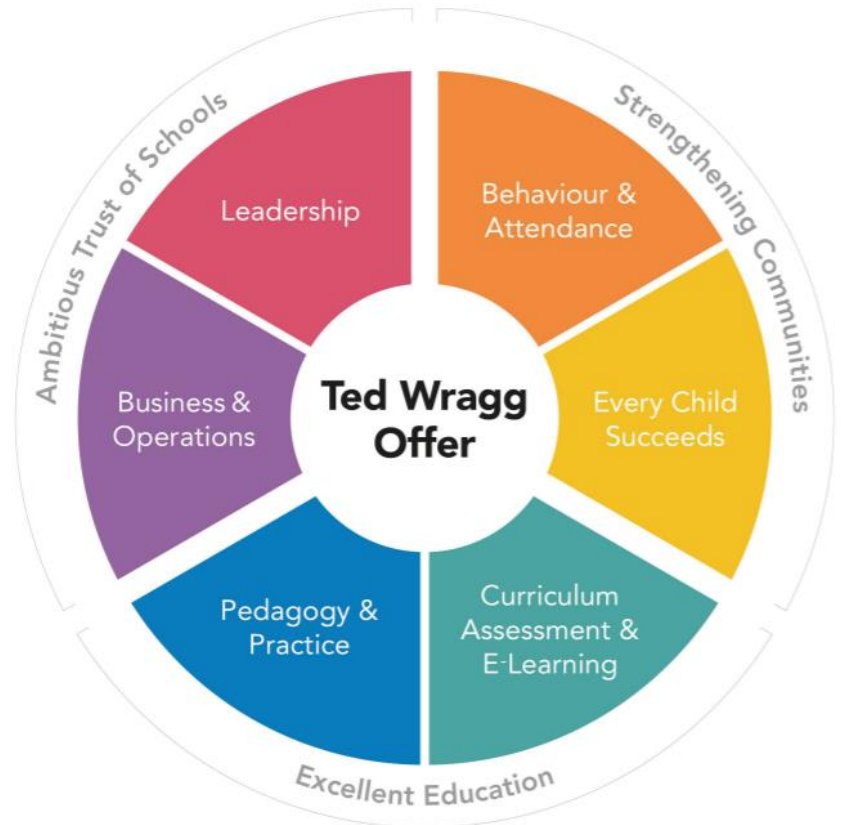 Ambitious Trust of Schools
Strengthening Communities
Leadership
Behaviour &
Attendance
Business &
Operations
Ted Wragg
Offer
Every Child
Succeeds
Pedagogy &
Practice
Curriculum
Assessment &
E-Learning
Excellent Education